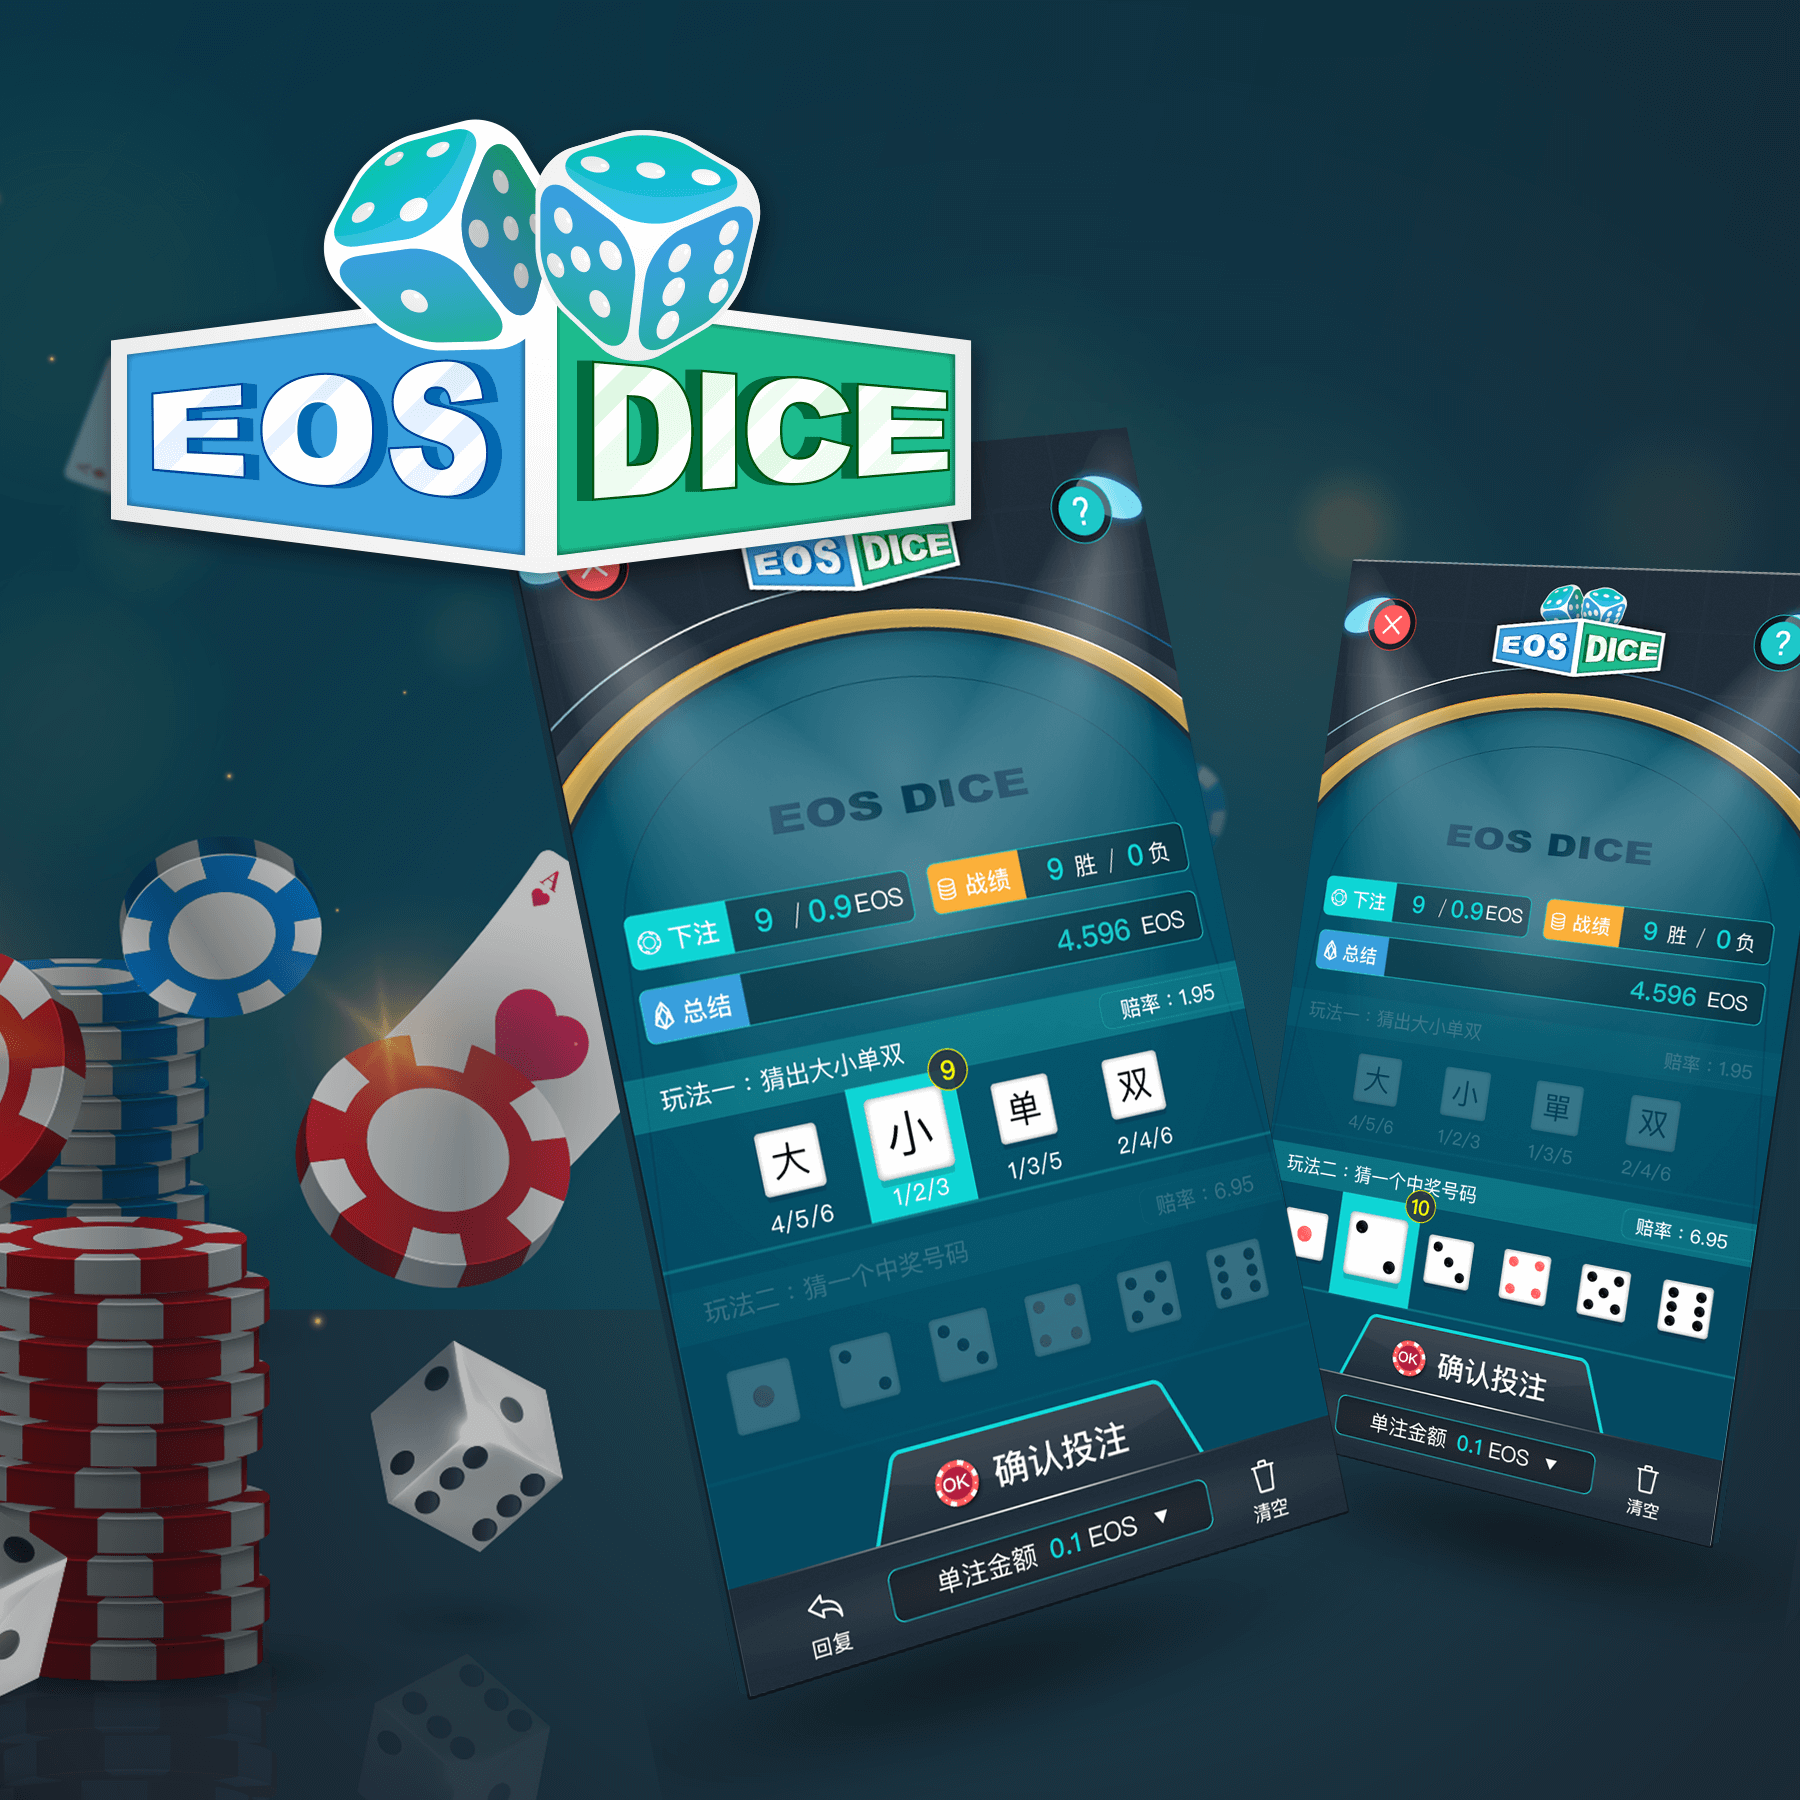 EOS DICE
?
EOS DICE
EOS DICE
下注 9 / 0.9 EOS
战绩 9 胜 / 0 负
总结 4.596 EOS
玩法一：猜出大小单双 赔率：1.95
9
大 小 单 双
4/5/6 1/2/3 1/3/5 2/4/6
玩法二：猜一个中奖号码 赔率：6.95
OK 确认投注
单注金额 0.1 EOS
清空
回复
EOS DICE
?
EOS DICE
下注 9 / 0.9 EOS
战绩 9 胜 / 0 负
总结
4.596 EOS
玩法一：猜出大小单双
赔率：1.95
大 小 單 双
4/5/6 1/2/3 1/3/5 2/4/6
玩法二：猜一个中奖号码
10
赔率：6.95
OK 确认投注
单注金额 0.1 EOS
清空
A